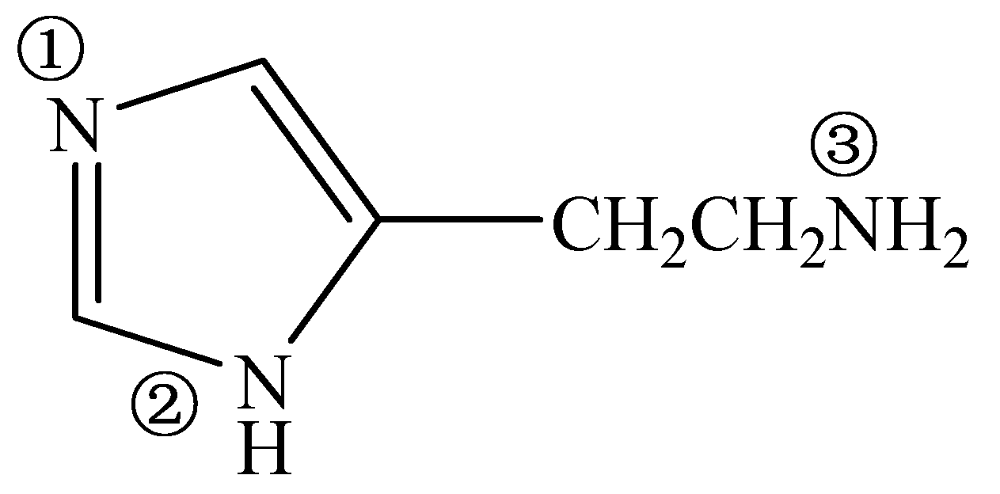 ①
N
③
CH₂CH₂NH₂
N
②
H